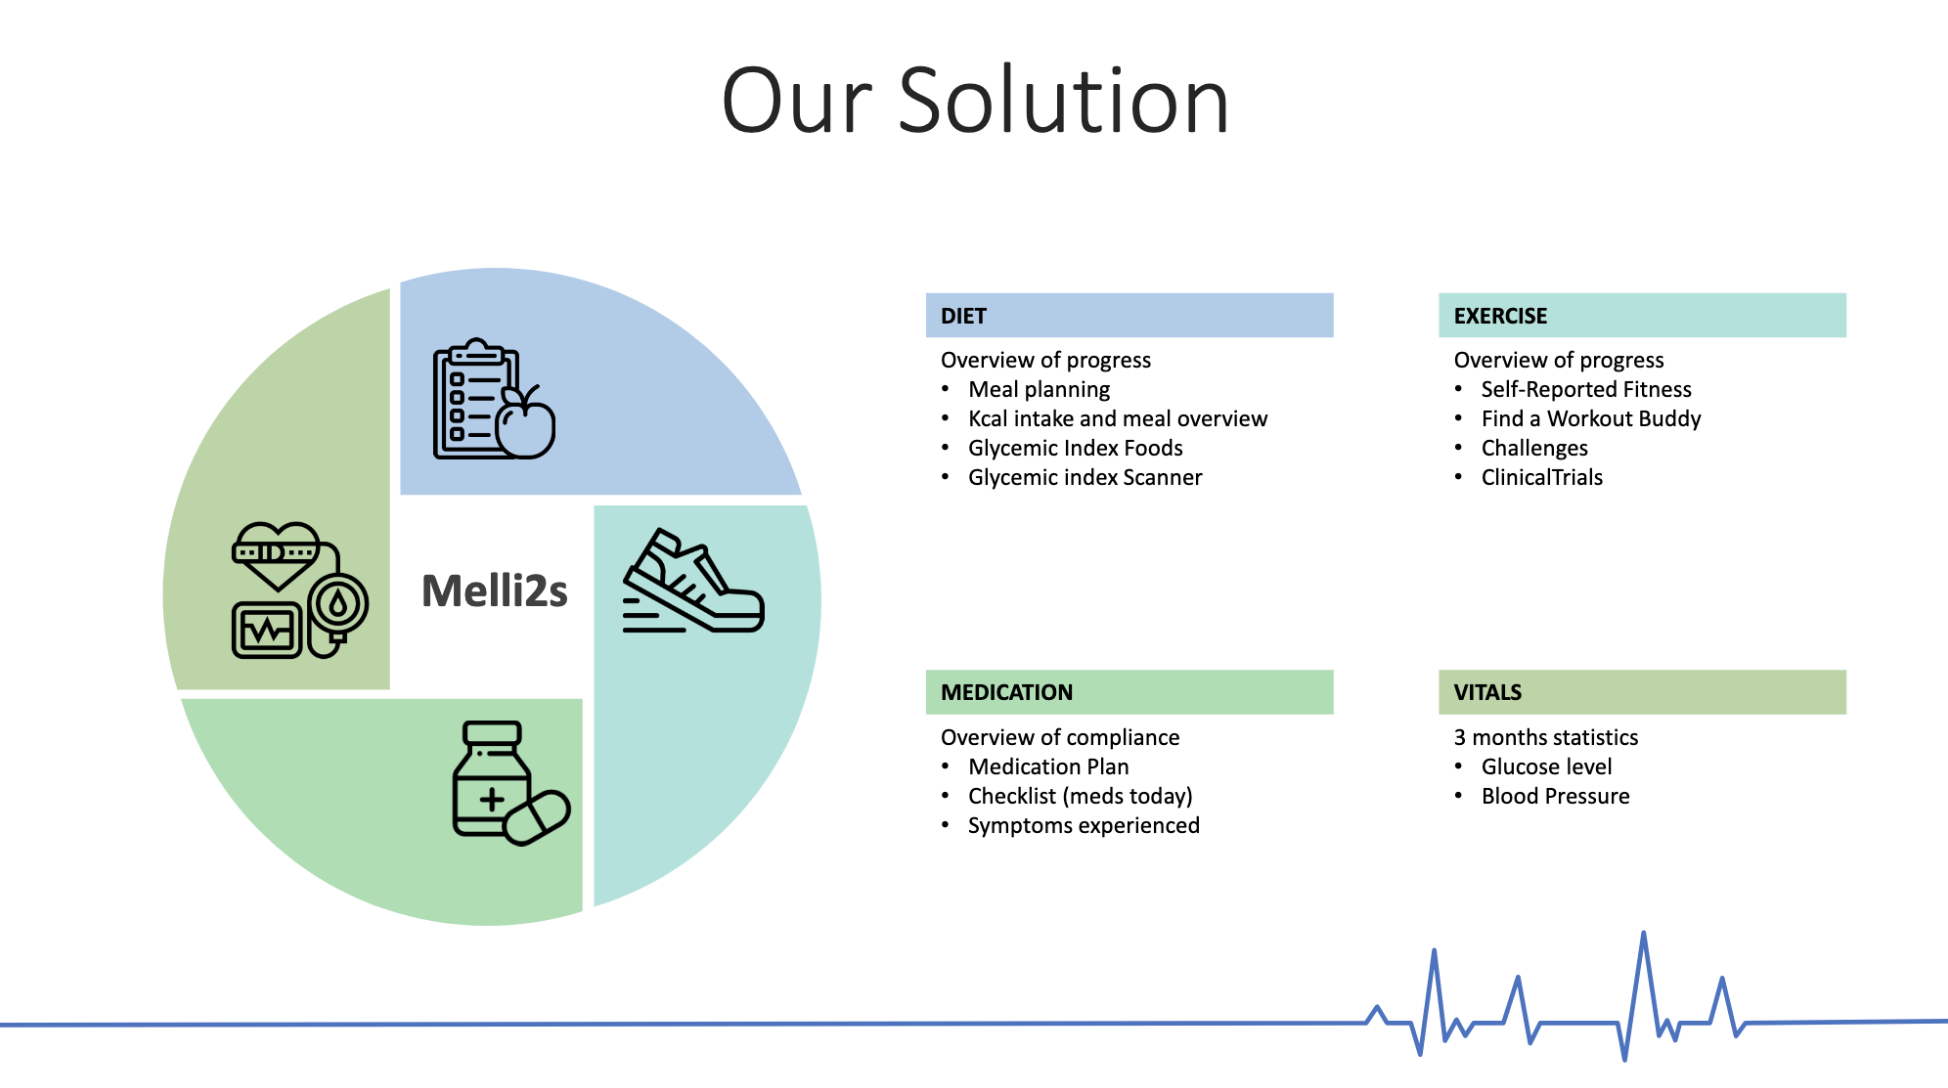 Our Solution
Melli2s
DIET
Overview of progress
• Meal planning
• Kcal intake and meal overview
• Glycemic Index Foods
• Glycemic index Scanner
EXERCISE
Overview of progress
• Self-Reported Fitness
• Find a Workout Buddy
• Challenges
• ClinicalTrials
MEDICATION
Overview of compliance
• Medication Plan
• Checklist (meds today)
• Symptoms experienced
VITALS
3 months statistics
• Glucose level
• Blood Pressure